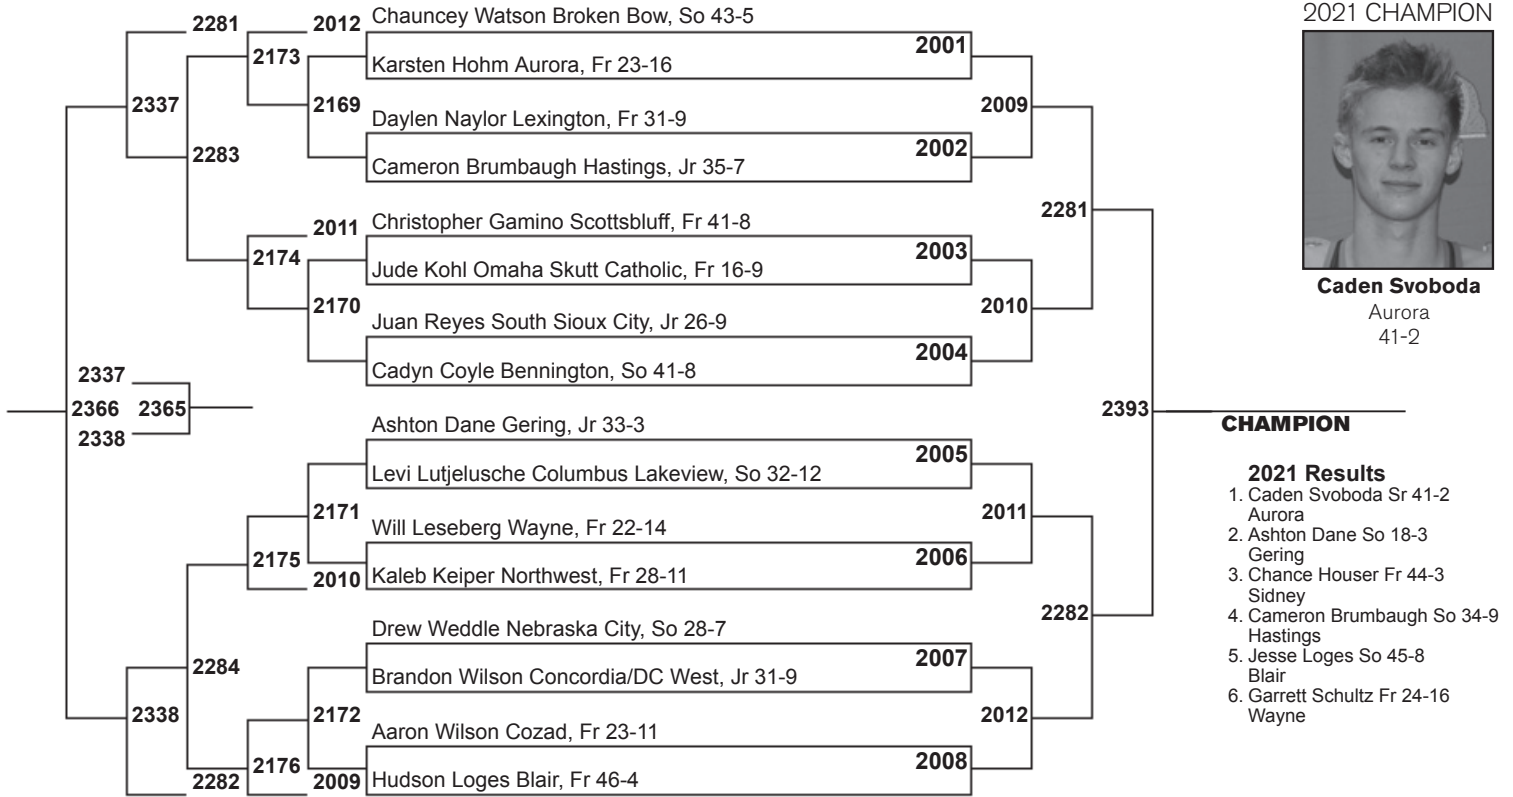 2281
2012
2173
2337
2169
2283
2011
2174
2170
2337
2366
2365
2338
2171
2175
2010
2284
2338
2172
2176
2282
2009
Chauncey Watson Broken Bow, So 43-5
2001
Karsten Hohm Aurora, Fr 23-16
Daylen Naylor Lexington, Fr 31-9
2002
Cameron Brumbaugh Hastings, Jr 35-7
Christopher Gamino Scottsbluff, Fr 41-8
2003
Jude Kohl Omaha Skutt Catholic, Fr 16-9
Juan Reyes South Sioux City, Jr 26-9
2004
Cadyn Coyle Bennington, So 41-8
Ashton Dane Gering, Jr 33-3
2005
Levi Lutjelusche Columbus Lakeview, So 32-12
Will Leseberg Wayne, Fr 22-14
2006
Kaleb Keiper Northwest, Fr 28-11
Drew Weddle Nebraska City, So 28-7
2007
Brandon Wilson Concordia/DC West, Jr 31-9
Aaron Wilson Cozad, Fr 23-11
2008
Hudson Loges Blair, Fr 46-4
2009
2281
2010
2393
2011
2282
2012
2021 CHAMPION
Caden Svoboda
Aurora
41-2
CHAMPION
2021 Results
1. Caden Svoboda Sr 41-2
Aurora
2. Ashton Dane So 18-3
Gering
3. Chance Houser Fr 44-3
Sidney
4. Cameron Brumbaugh So 34-9
Hastings
5. Jesse Loges So 45-8
Blair
6. Garrett Schultz Fr 24-16
Wayne